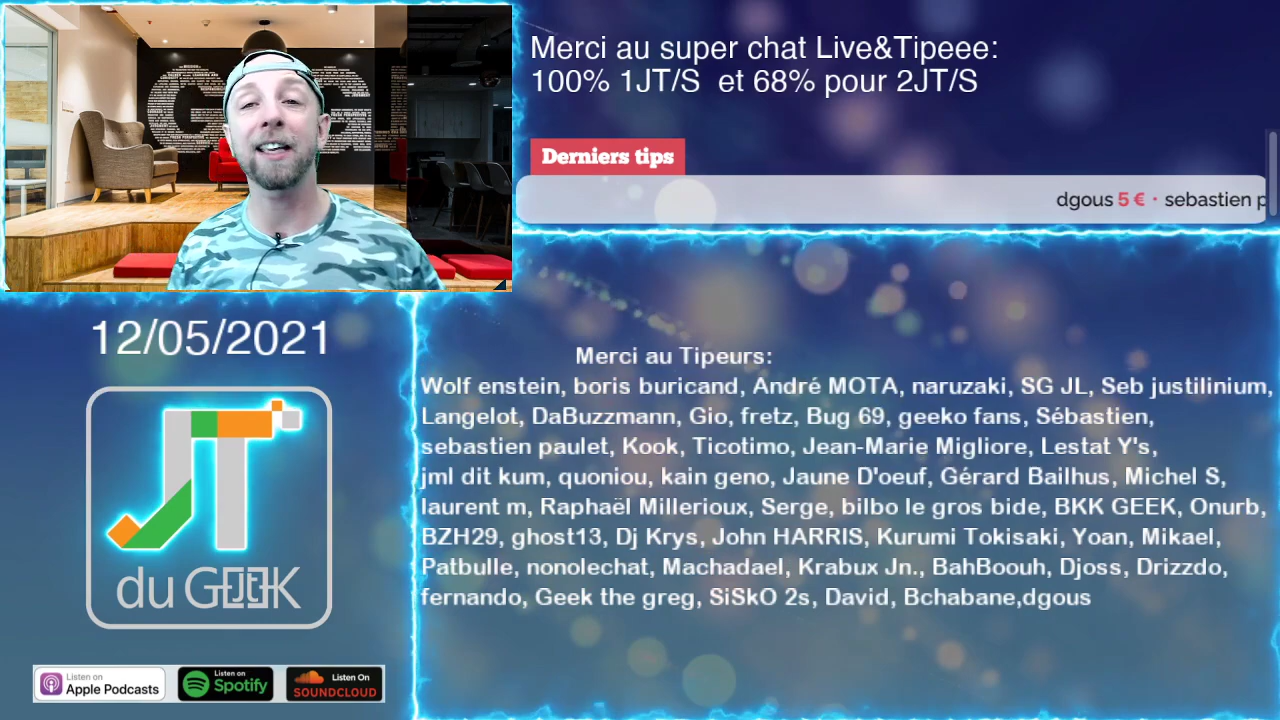 Merci au super chat Live&Tipeee:
100% 1JT/S et 68% pour 2JT/S
Derniers tips
dgous 5 € · sebastien p
12/05/2021
Merci au Tipeurs:
Wolf enstein, boris buricand, André MOTA, naruzaki, SG JL, Seb justilinium,
Langelot, DaBuzzmann, Gio, fretz, Bug 69, geeko fans, Sébastien,
sebastien paulet, Kook, Ticotimo, Jean-Marie Migliore, Lestat Y's,
jml dit kum, quoniou, kain geno, Jaune D'oeuf, Gérard Bailhus, Michel S,
laurent m, Raphaël Millerioux, Serge, bilbo le gros bide, BKK GEEK, Onurb,
BZH29, ghost13, Dj Krys, John HARRIS, Kurumi Tokisaki, Yoan, Mikael,
Patbulle, nonolechat, Machadael, Krabux Jn., BahBoouh, Djoss, Drizzdo,
fernando, Geek the greg, SiSkO 2s, David, Bchabane,dgous
JT
du GEEK
Listen on
Apple Podcasts
Listen on
Spotify
Listen On
SOUNDCLOUD